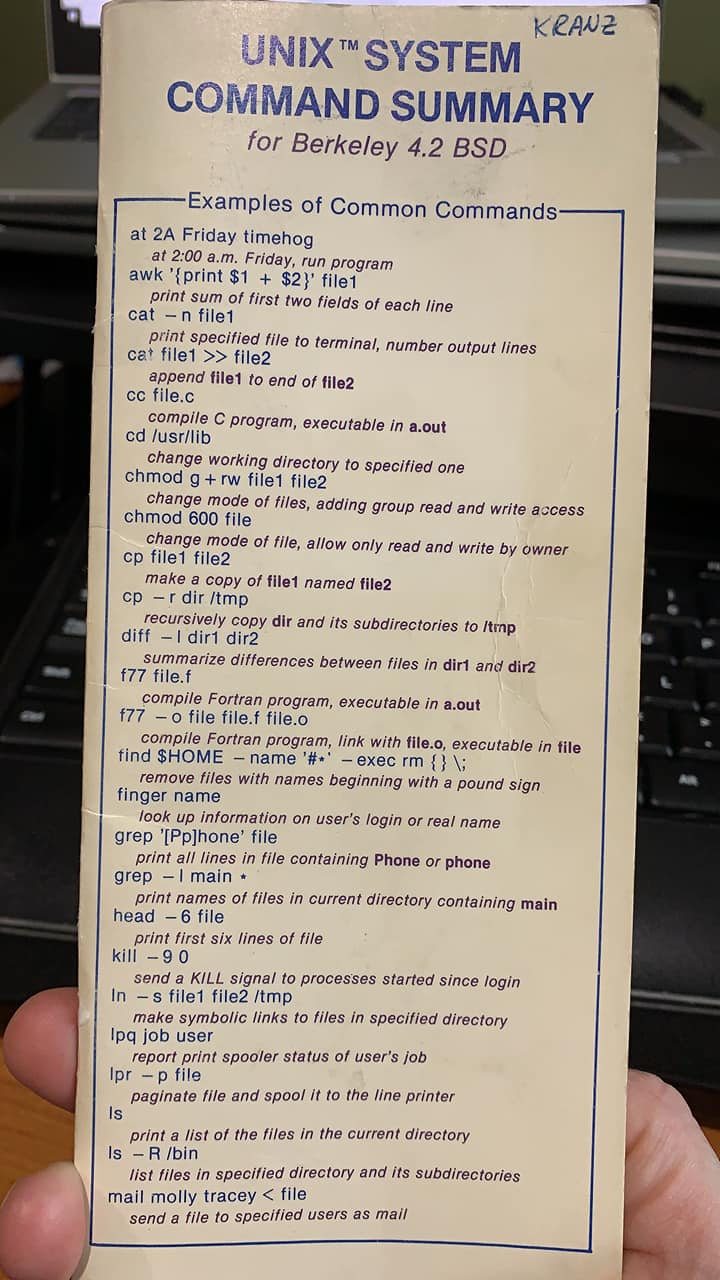 KRANZ
UNIX™ SYSTEM
COMMAND SUMMARY
for Berkeley 4.2 BSD
Examples of Common Commands
at 2A Friday timehog
at 2:00 a.m. Friday, run program
awk '{print $1 + $2}' file1
print sum of first two fields of each line
cat –n file1
print specified file to terminal, number output lines
cat file1 >> file2
append file1 to end of file2
cc file.c
compile C program, executable in a.out
cd /usr/lib
change working directory to specified one
chmod g+rw file1 file2
change mode of files, adding group read and write access
chmod 600 file
change mode of file, allow only read and write by owner
cp file1 file2
make a copy of file1 named file2
cp –r dir /tmp
recursively copy dir and its subdirectories to /tmp
diff –l dir1 dir2
summarize differences between files in dir1 and dir2
f77 file.f
compile Fortran program, executable in a.out
f77 –o file file.f file.o
compile Fortran program, link with file.o, executable in file
find $HOME –name '#*' –exec rm {} \;
remove files with names beginning with a pound sign
finger name
look up information on user's login or real name
grep '[Pp]hone' file
print all lines in file containing Phone or phone
grep –l main *
print names of files in current directory containing main
head –6 file
print first six lines of file
kill –9 0
send a KILL signal to processes started since login
ln –s file1 file2 /tmp
make symbolic links to files in specified directory
lpq job user
report print spooler status of user's job
lpr –p file
paginate file and spool it to the line printer
ls
print a list of the files in the current directory
ls –R /bin
list files in specified directory and its subdirectories
mail molly tracey < file
send a file to specified users as mail